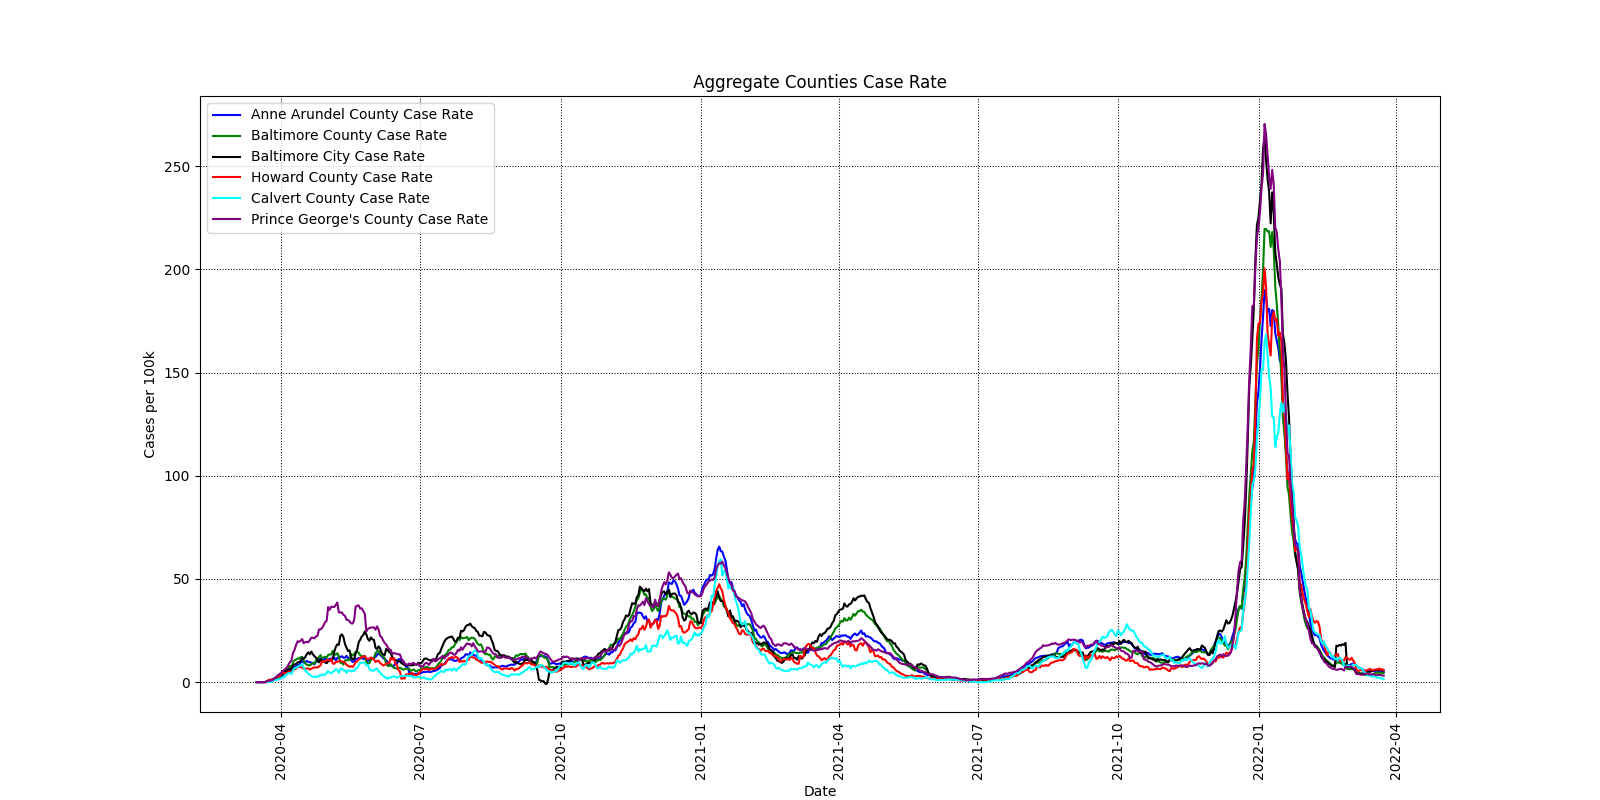 Aggregate Counties Case Rate
Anne Arundel County Case Rate
Baltimore County Case Rate
Baltimore City Case Rate
Howard County Case Rate
Calvert County Case Rate
Prince George's County Case Rate
Cases per 100k
250
200
150
100
50
0
2020-04
2020-07
2020-10
2021-01
2021-04
2021-07
2021-10
2022-01
2022-04
Date